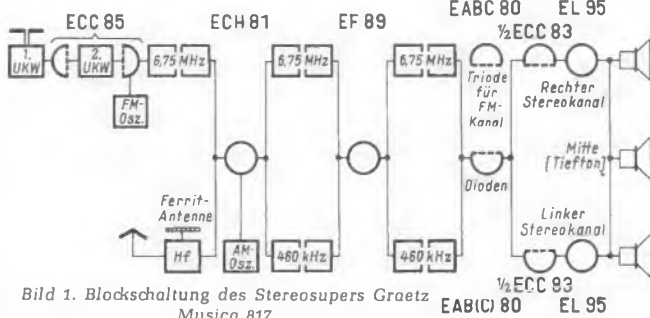 ECC 85
ECH 81
EF 89
EABC 80
EL 95
½ECC 83
1.
UKW
2.
UKW
6,75 MHz
6,75 MHz
6,75 MHz
FM-
Osz.
Triode
für
FM-
Kanal
Rechter
Stereokanal
Mitte
[Tiefton]
Dioden
Ferrit-
Antenne
Hf
AM-
Osz.
460 kHz
460 kHz
Linker
Stereokanal
½ECC 83
EAB(C) 80
EL 95
Bild 1. Blockschaltung des Stereosupers Graetz
Musica 817